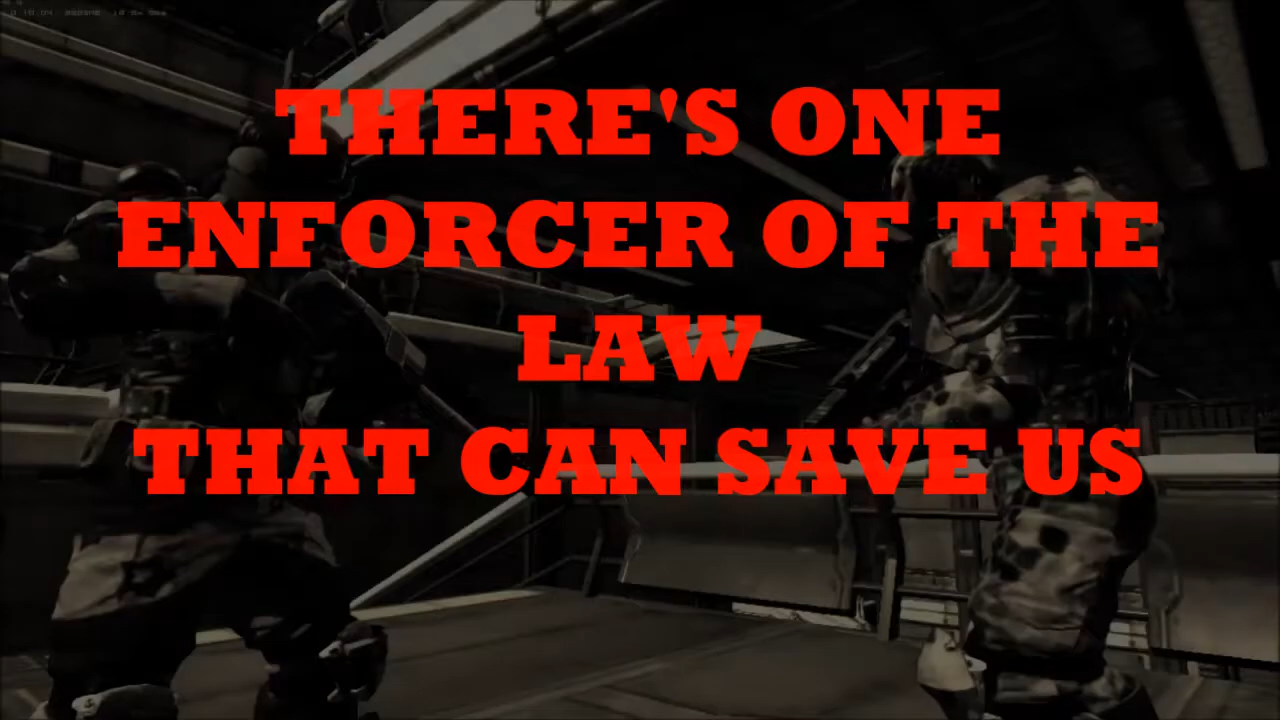 THERE'S ONE
ENFORCER OF THE
LAW
THAT CAN SAVE US